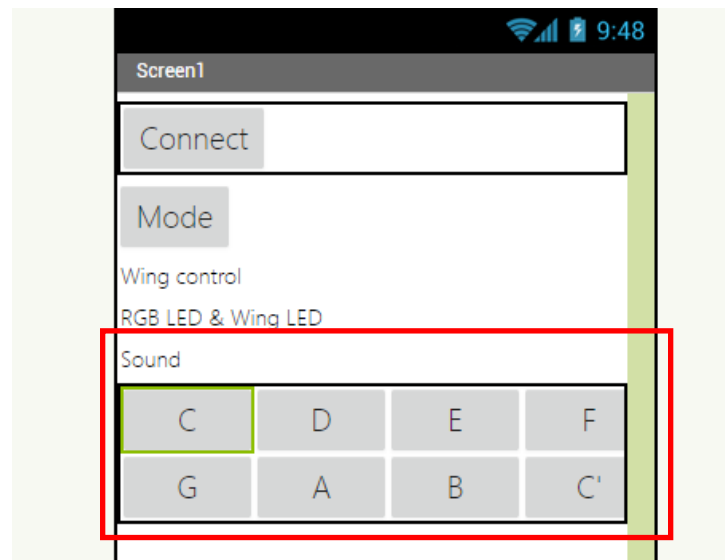 9:48
Screen1
Connect
Mode
Wing control
RGB LED & Wing LED
Sound
C D E F
G A B C'